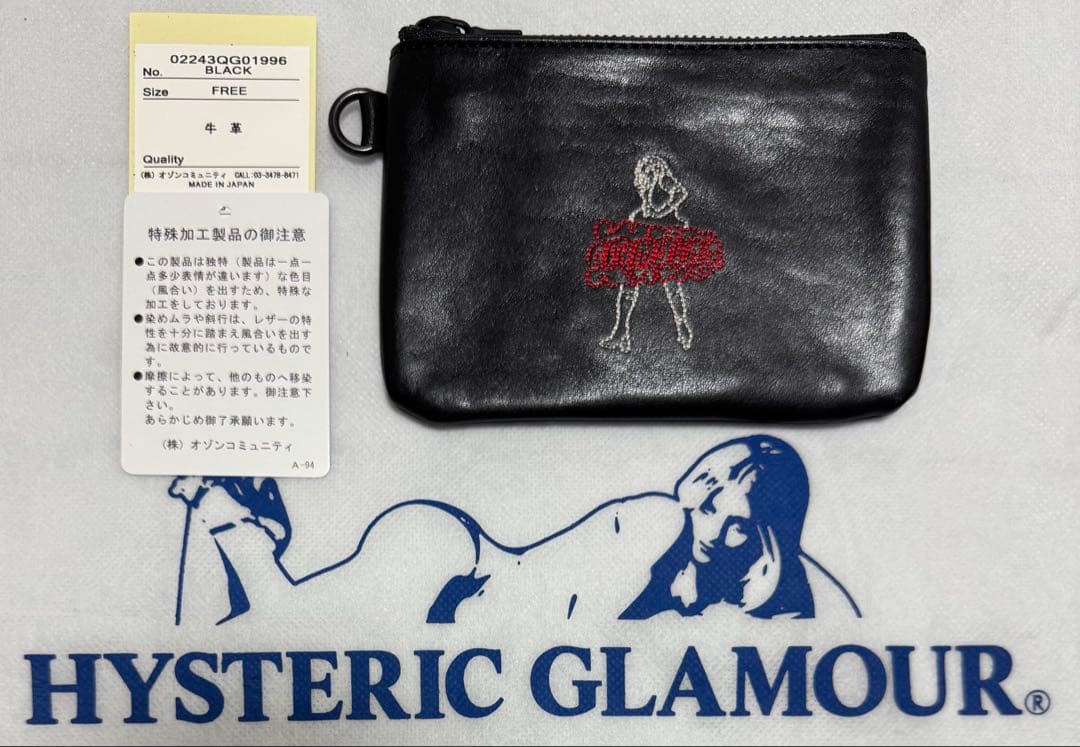 02243QG01996
No. BLACK
Size FREE
牛 革
Quality
(株) オゾンコミュニティ CALL:03-3478-8471
MADE IN JAPAN
特殊加工製品の御注意
●この製品は独特（製品は一点一
点多少表情が違います）な色目
（風合い）を出すため、特殊な
加工をしております。
●染めムラや斜行は、レザーの特
性を十分に踏まえ風合いを出す
為に故意的に行っているもので
す。
●摩擦によって、他のものへ移染
することがあります。御注意下
さい。
あらかじめ御了承願います。
（株）オゾンコミュニティ
A-94
HYSTERIC GLAMOUR®